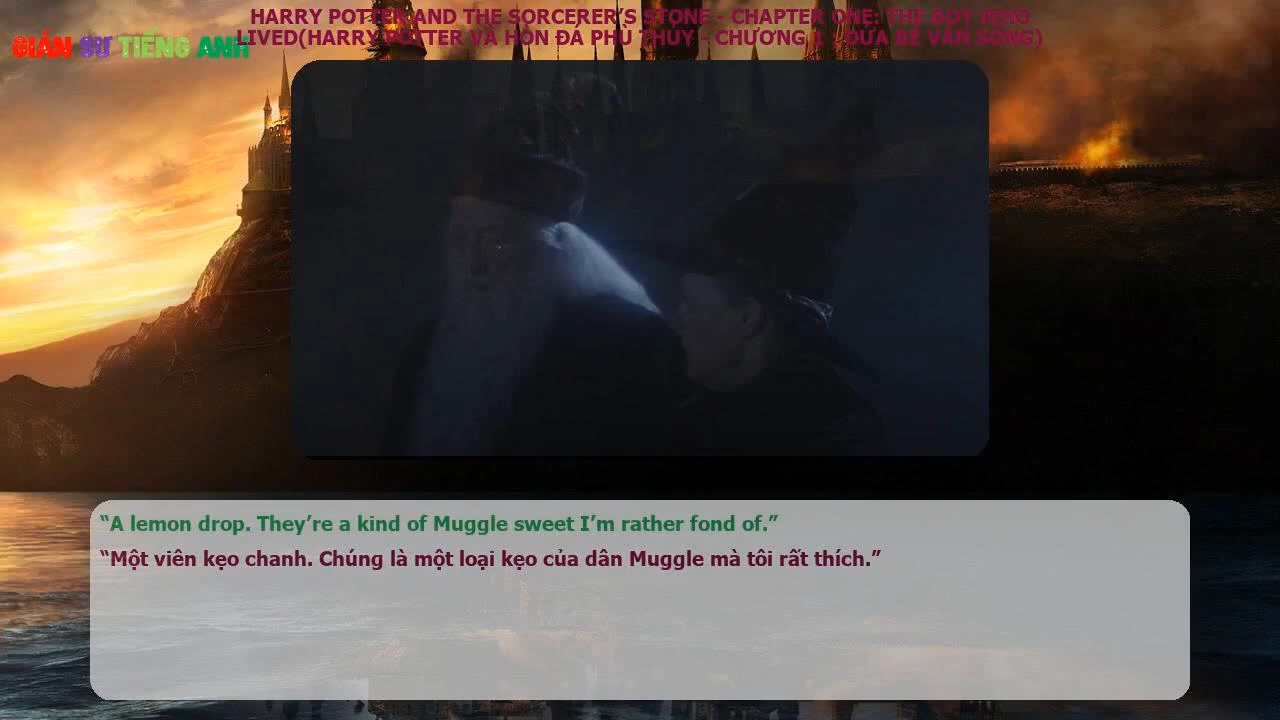 HARRY POTTER AND THE SORCERER'S STONE - CHAPTER ONE: THE BOY WHO
LIVED(HARRY POTTER VÀ HÒN ĐÁ PHÙ THỦY - CHƯƠNG 1 - ĐỨA BÉ VẪN SỐNG)
GIÁN SƯ TIẾNG ANH
“A lemon drop. They’re a kind of Muggle sweet I’m rather fond of.”
“Một viên kẹo chanh. Chúng là một loại kẹo của dân Muggle mà tôi rất thích.”